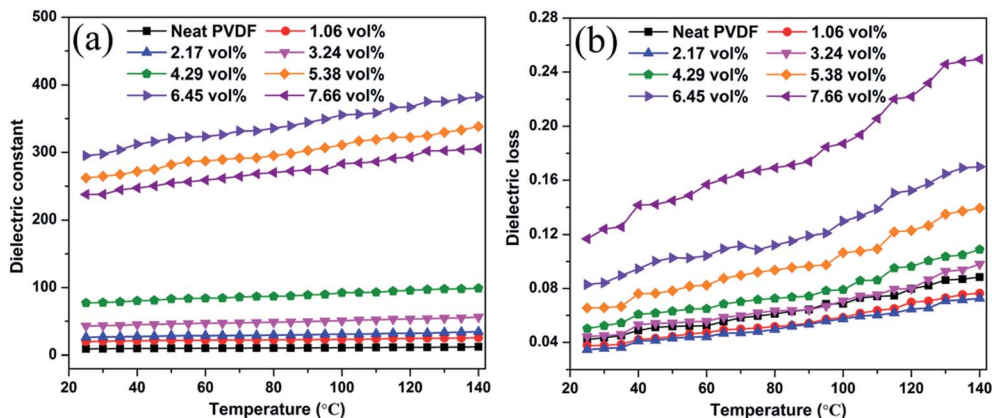 (a)
Neat PVDF 1.06 vol%
2.17 vol% 3.24 vol%
4.29 vol% 5.38 vol%
6.45 vol% 7.66 vol%
Dielectric constant
500
400
300
200
100
0
20 40 60 80 100 120 140
Temperature (°C)
(b)
Neat PVDF 1.06 vol%
2.17 vol% 3.24 vol%
4.29 vol% 5.38 vol%
6.45 vol% 7.66 vol%
Dielectric loss
0.28
0.24
0.20
0.16
0.12
0.08
0.04
20 40 60 80 100 120 140
Temperature (°C)